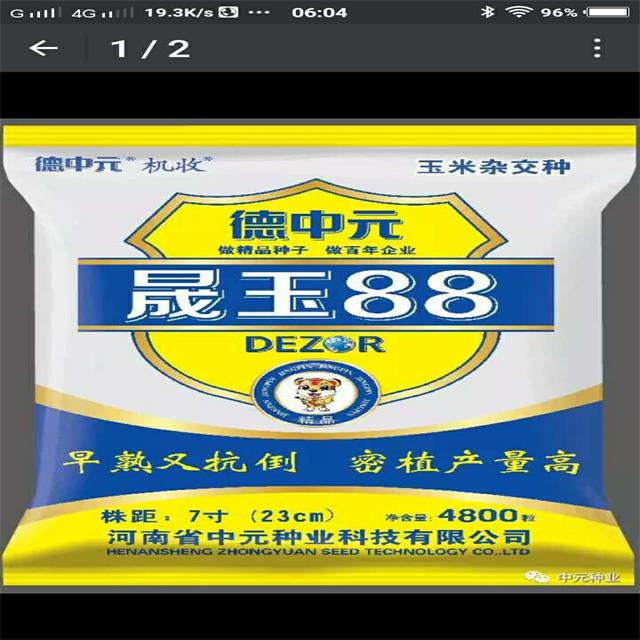 G 4G 19.3K/s ··· 06:04 96%
1 / 2
德中元® 机收® 玉米杂交种
德中元
做精品种子 做百年企业
晟玉88
DEZOR
JINGPIN JINGPIN JINGPIN
精品
早熟又抗倒 密植产量高
株距：7寸（23cm） 净含量：4800粒
河南省中元种业科技有限公司
HENANSHENG ZHONGYUAN SEED TECHNOLOGY CO.,LTD
中元种业